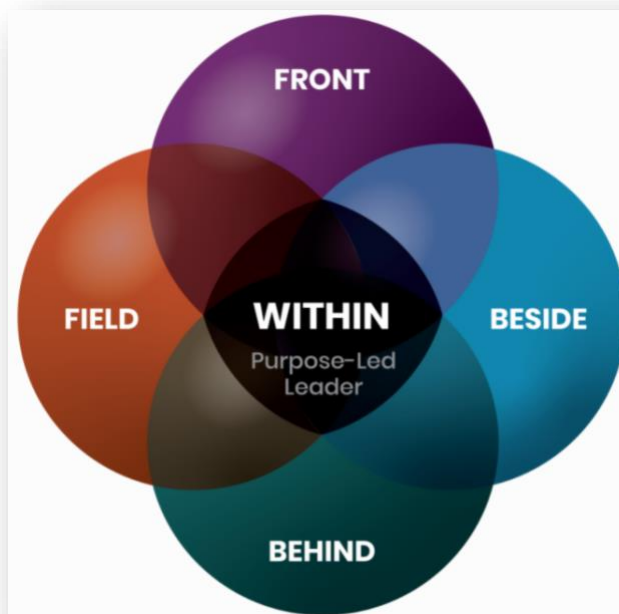 FRONT
FIELD
WITHIN
BESIDE
Purpose-Led
Leader
BEHIND